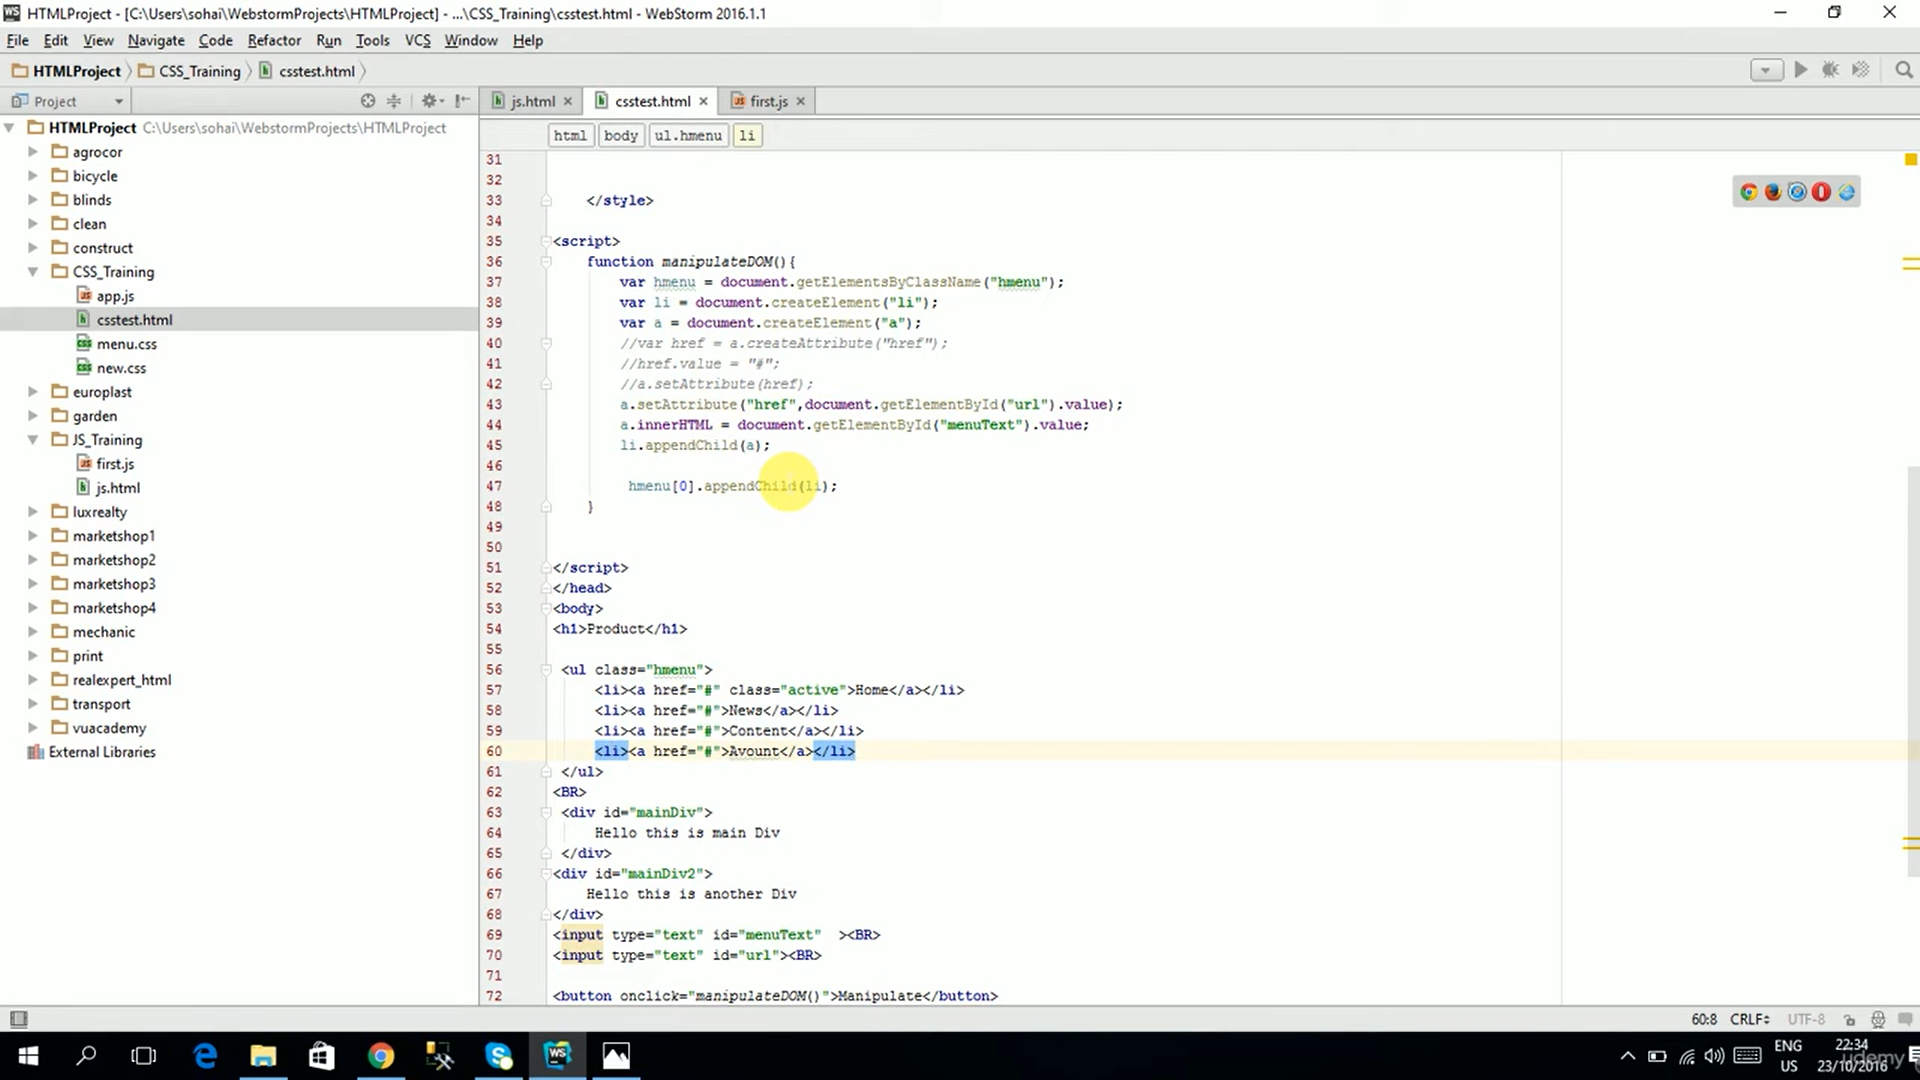 HTMLProject - [C:\Users\sohai\WebstormProjects\HTMLProject] - ...\CSS_Training\csstest.html - WebStorm 2016.1.1
File Edit View Navigate Code Refactor Run Tools VCS Window Help
HTMLProject CSS_Training csstest.html
Project
js.html csstest.html first.js
HTMLProject C:\Users\sohai\WebstormProjects\HTMLProject
agrocor
bicycle
blinds
clean
construct
CSS_Training
app.js
csstest.html
menu.css
new.css
europlast
garden
JS_Training
first.js
js.html
luxrealty
marketshop1
marketshop2
marketshop3
marketshop4
mechanic
print
realexpert_html
transport
vuacademy
External Libraries
html body ul.hmenu li
31
32
33 </style>
34
35 <script>
36 function manipulateDOM(){
37 var hmenu = document.getElementsByClassName("hmenu");
38 var li = document.createElement("li");
39 var a = document.createElement("a");
40 //var href = a.createAttribute("href");
41 //href.value = "#";
42 //a.setAttribute(href);
43 a.setAttribute("href",document.getElementById("url").value);
44 a.innerHTML = document.getElementById("menuText").value;
45 li.appendChild(a);
46
47 hmenu[0].appendChild(li);
48 }
49
50
51 </script>
52 </head>
53 <body>
54 <h1>Product</h1>
55
56 <ul class="hmenu">
57 <li><a href="#" class="active">Home</a></li>
58 <li><a href="#">News</a></li>
59 <li><a href="#">Content</a></li>
60 <li><a href="#">Avount</a></li>
61 </ul>
62 <BR>
63 <div id="mainDiv">
64 Hello this is main Div
65 </div>
66 <div id="mainDiv2">
67 Hello this is another Div
68 </div>
69 <input type="text" id="menuText" ><BR>
70 <input type="text" id="url"><BR>
71
72 <button onclick="manipulateDOM()">Manipulate</button>
60:8 CRLF UTF-8
ENG
US
22:34
23/10/2016
udemy